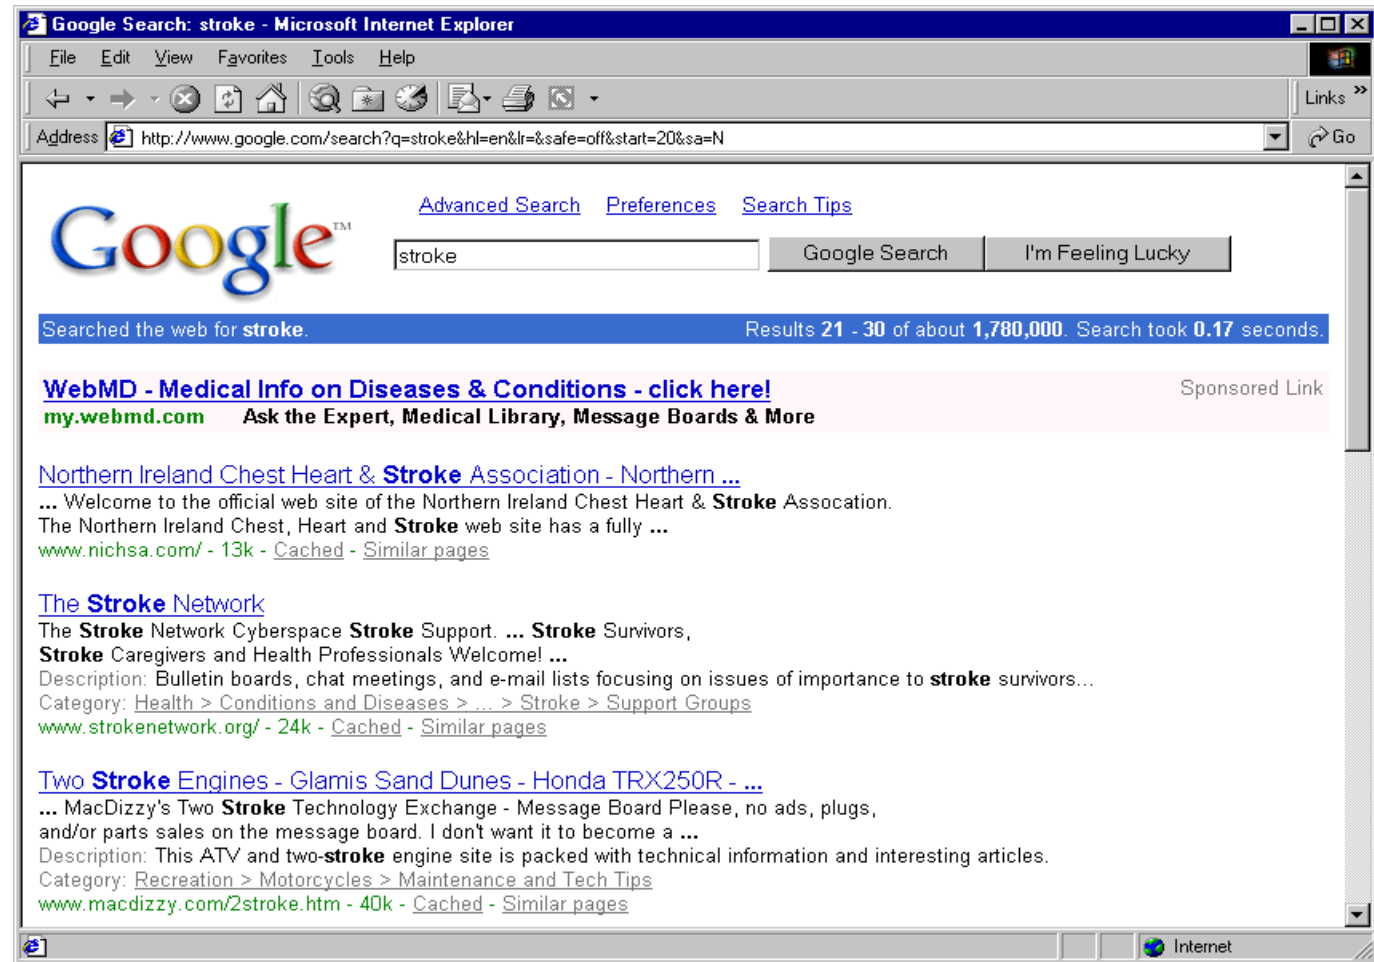 Google Search: stroke - Microsoft Internet Explorer
File Edit View Favorites Tools Help
Links »
Address http://www.google.com/search?q=stroke&hl=en&lr=&safe=off&start=20&sa=N Go
Advanced Search Preferences Search Tips
Google™
stroke Google Search I'm Feeling Lucky
Searched the web for stroke. Results 21 - 30 of about 1,780,000. Search took 0.17 seconds.
WebMD - Medical Info on Diseases & Conditions - click here! Sponsored Link
my.webmd.com Ask the Expert, Medical Library, Message Boards & More
Northern Ireland Chest Heart & Stroke Association - Northern ...
... Welcome to the official web site of the Northern Ireland Chest Heart & Stroke Assocation.
The Northern Ireland Chest, Heart and Stroke web site has a fully ...
www.nichsa.com/ - 13k - Cached - Similar pages
The Stroke Network
The Stroke Network Cyberspace Stroke Support. ... Stroke Survivors,
Stroke Caregivers and Health Professionals Welcome! ...
Description: Bulletin boards, chat meetings, and e-mail lists focusing on issues of importance to stroke survivors...
Category: Health > Conditions and Diseases > ... > Stroke > Support Groups
www.strokenetwork.org/ - 24k - Cached - Similar pages
Two Stroke Engines - Glamis Sand Dunes - Honda TRX250R - ...
... MacDizzy's Two Stroke Technology Exchange - Message Board Please, no ads, plugs,
and/or parts sales on the message board. I don't want it to become a ...
Description: This ATV and two-stroke engine site is packed with technical information and interesting articles.
Category: Recreation > Motorcycles > Maintenance and Tech Tips
www.macdizzy.com/2stroke.htm - 40k - Cached - Similar pages
Internet